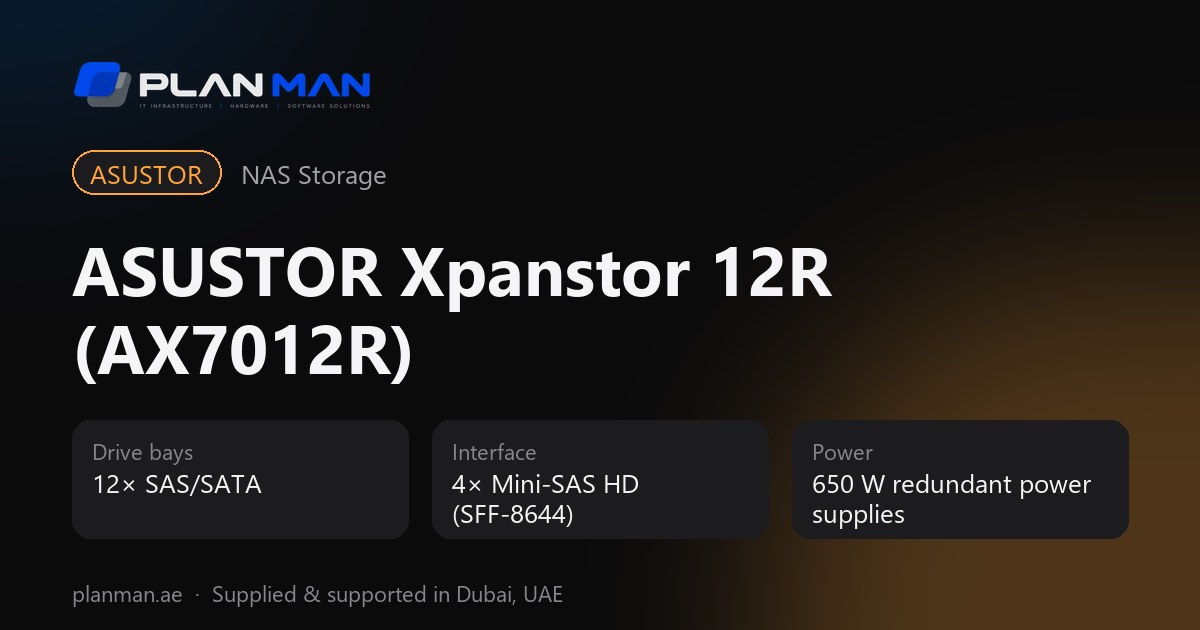 PLAN MAN
IT INFRASTRUCTURE | HARDWARE | SOFTWARE SOLUTIONS
ASUSTOR NAS Storage
ASUSTOR Xpanstor 12R
(AX7012R)
Drive bays
12× SAS/SATA
Interface
4× Mini-SAS HD
(SFF-8644)
Power
650 W redundant power
supplies
planman.ae · Supplied & supported in Dubai, UAE